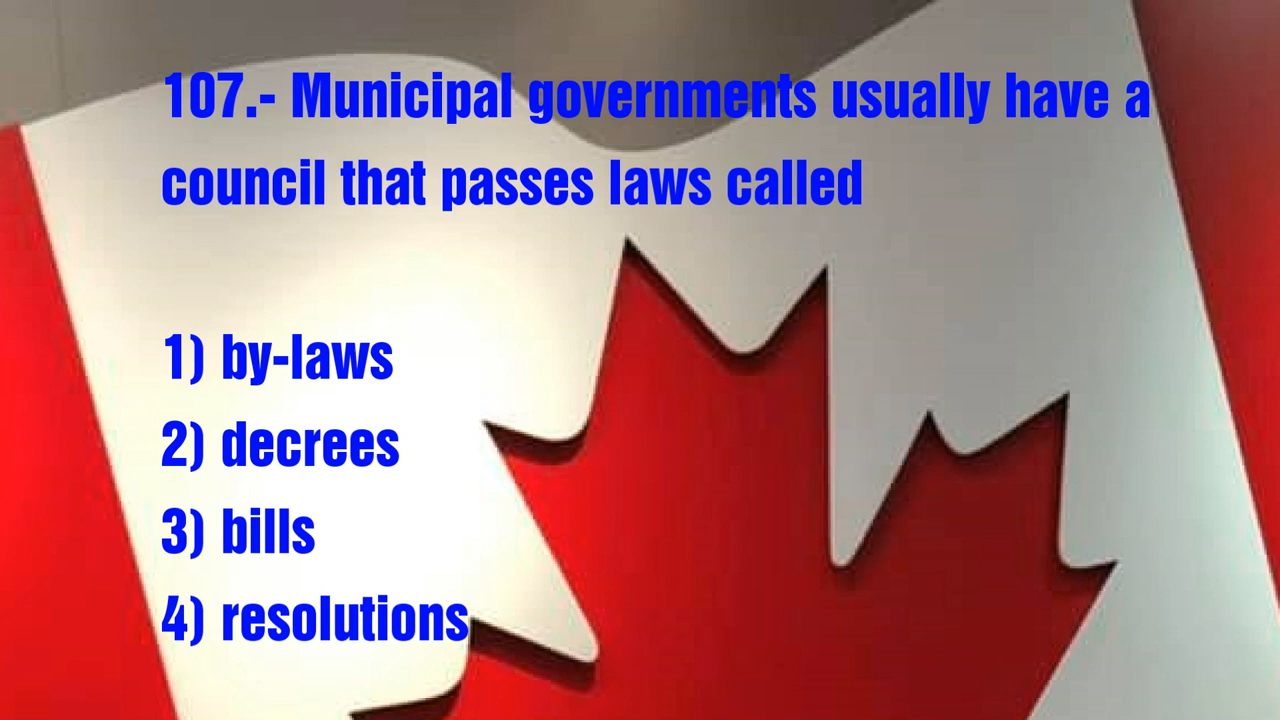 107.- Municipal governments usually have a
council that passes laws called
1) by-laws
2) decrees
3) bills
4) resolutions